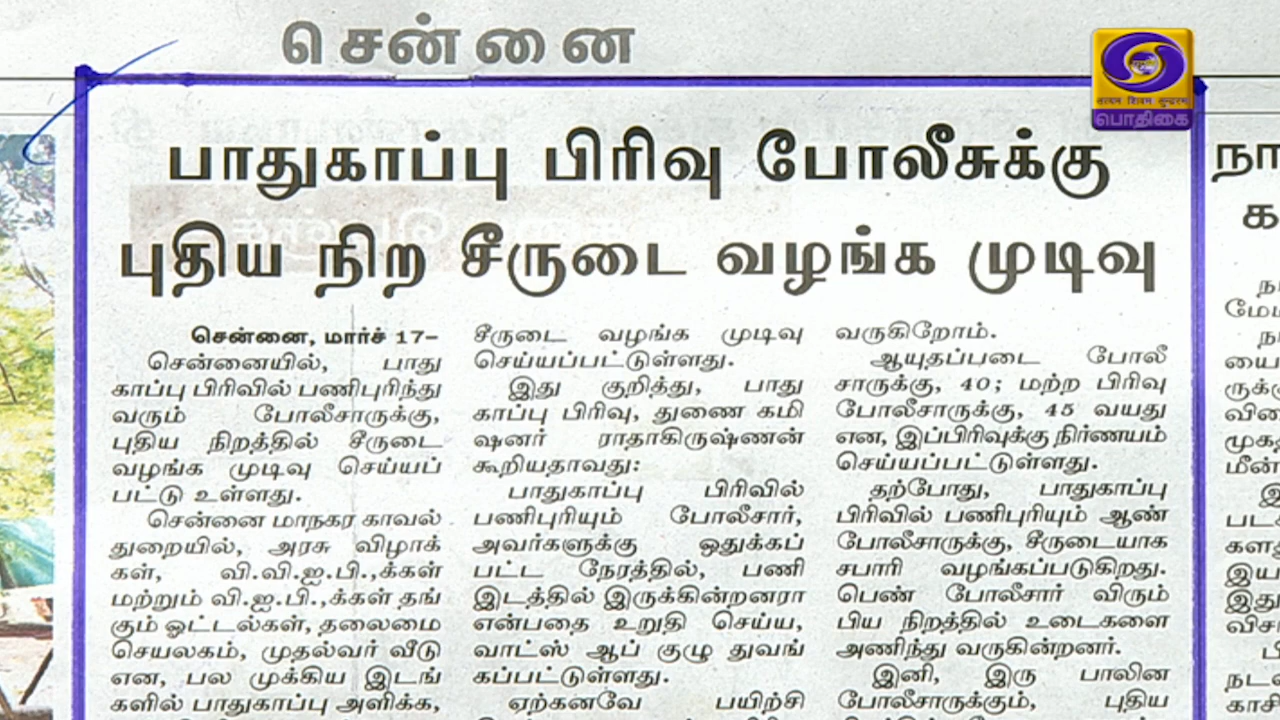 சென்னை
सत्यम शिवम सुन्दरम
பொதிகை
பாதுகாப்பு பிரிவு போலீசுக்கு
புதிய நிற சீருடை வழங்க முடிவு
சென்னை, மார்ச் 17–
சென்னையில், பாது
காப்பு பிரிவில் பணிபுரிந்து
வரும் போலீசாருக்கு,
புதிய நிறத்தில் சீருடை
வழங்க முடிவு செய்யப்
பட்டு உள்ளது.
சென்னை மாநகர காவல்
துறையில், அரசு விழாக்
கள், வி.வி.ஐ.பி.,க்கள்
மற்றும் வி.ஐ.பி.,க்கள் தங்
கும் ஓட்டல்கள், தலைமை
செயலகம், முதல்வர் வீடு
என, பல முக்கிய இடங்
களில் பாதுகாப்பு அளிக்க,
சீருடை வழங்க முடிவு
செய்யப்பட்டுள்ளது.
இது குறித்து, பாது
காப்பு பிரிவு, துணை கமி
ஷனர் ராதாகிருஷ்ணன்
கூறியதாவது:
பாதுகாப்பு பிரிவில்
பணிபுரியும் போலீசார்,
அவர்களுக்கு ஒதுக்கப்
பட்ட நேரத்தில், பணி
இடத்தில் இருக்கின்றனரா
என்பதை உறுதி செய்ய,
வாட்ஸ் ஆப் குழு துவங்
கப்பட்டுள்ளது.
ஏற்கனவே பயிற்சி
வருகிறோம்.
ஆயுதப்படை போலீ
சாருக்கு, 40; மற்ற பிரிவு
போலீசாருக்கு, 45 வயது
என, இப்பிரிவுக்கு நிர்ணயம்
செய்யப்பட்டுள்ளது.
தற்போது, பாதுகாப்பு
பிரிவில் பணிபுரியும் ஆண்
போலீசாருக்கு, சீருடையாக
சபாரி வழங்கப்படுகிறது.
பெண் போலீசார் விரும்
பிய நிறத்தில் உடைகளை
அணிந்து வருகின்றனர்.
இனி, இரு பாலின
போலீசாருக்கும், புதிய